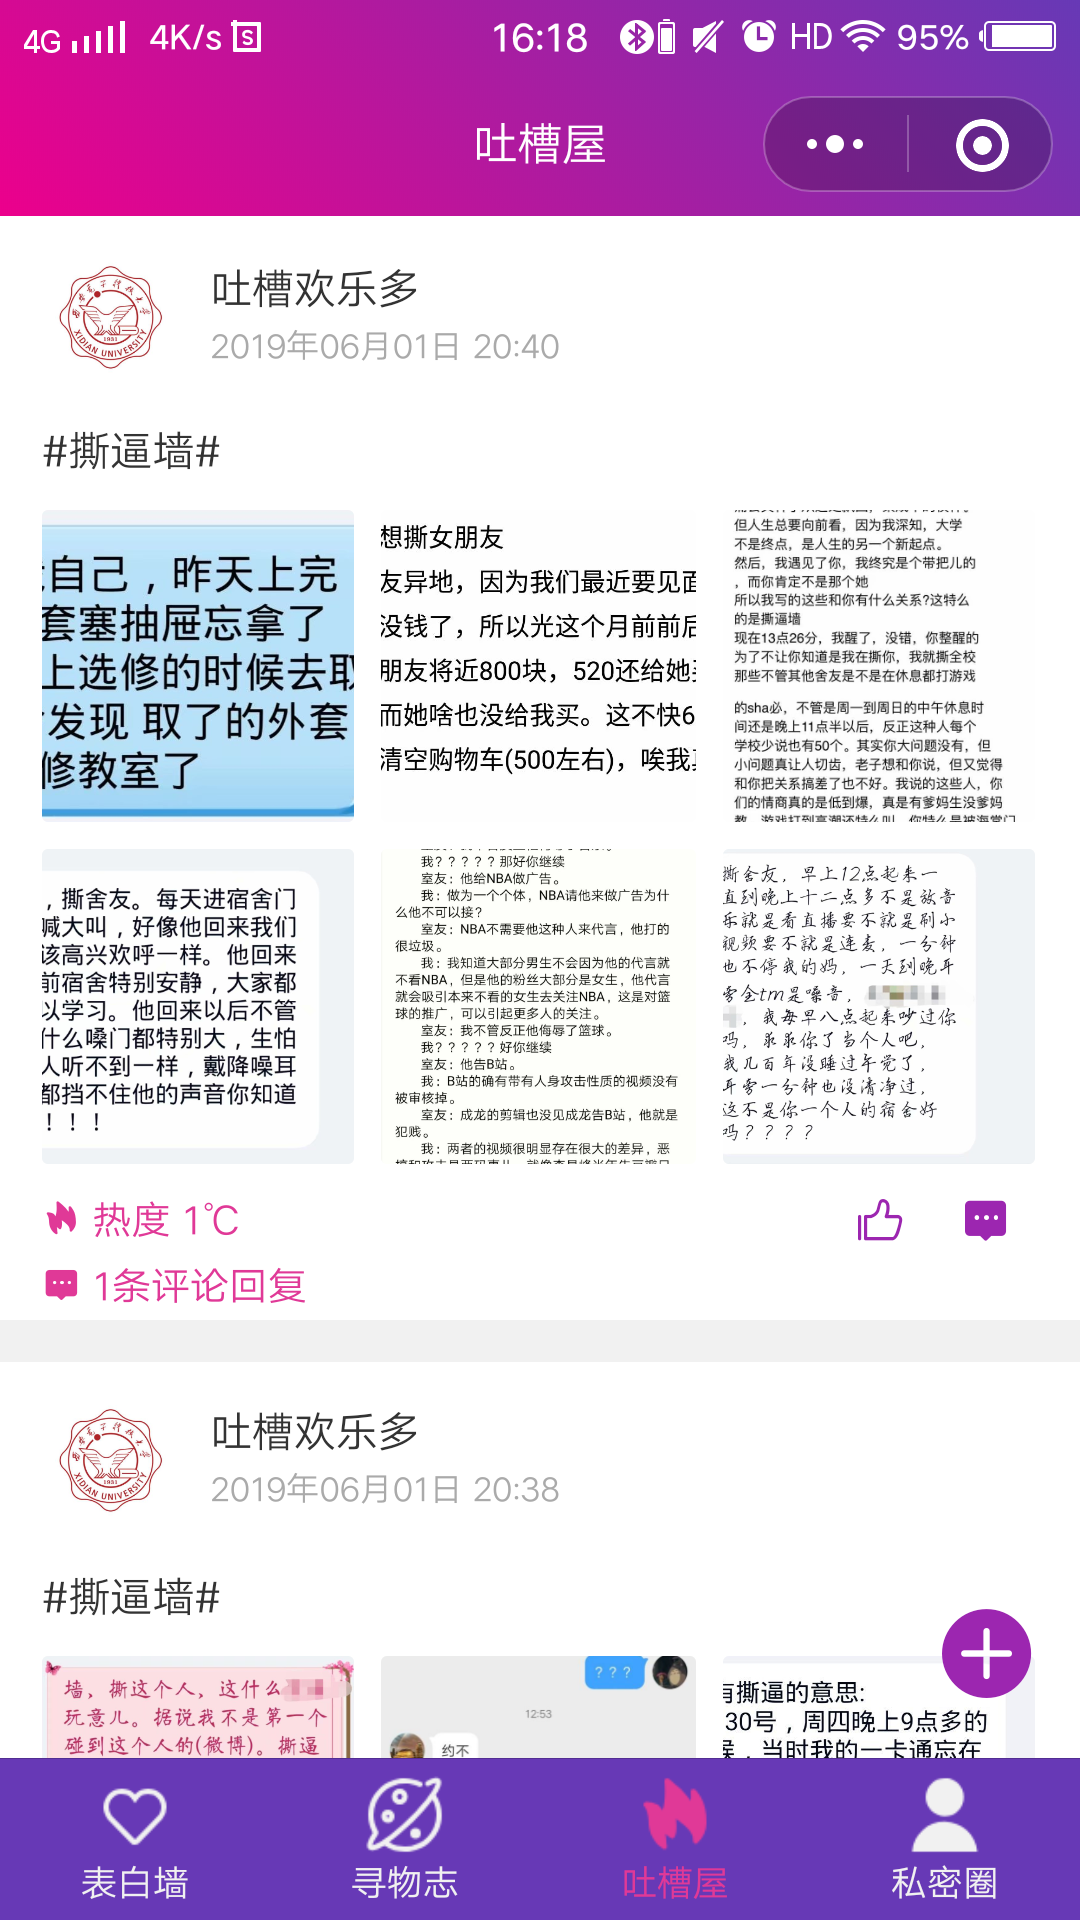 4G 4K/s 16:18 HD 95%
吐槽屋
吐槽欢乐多
2019年06月01日 20:40
XIDIAN UNIVERSITY
1931
#撕逼墙#
自己，昨天上完
套塞抽屉忘拿了
上选修的时候去取
发现 取了的外套
修教室了
想撕女朋友
友异地，因为我们最近要见面
没钱了，所以光这个月前前后
朋友将近800块，520还给她
而她啥也没给我买。这不快6
清空购物车(500左右)，唉我
但人生总要向前看，因为我深知，大学
不是终点，是人生的另一个新起点。
然后，我遇见了你，我终究是个带把儿的
，而你肯定不是那个她
所以我写的这些和你有什么关系?这特么
的是撕逼墙
现在13点26分，我醒了，没错，你整醒的
为了不让你知道是我在撕你，我就撕全校
那些不管其他舍友是不是在休息都打游戏
的sha必，不管是周一到周日的中午休息时
间还是晚上11点半以后，反正这种人每个
学校少说也有50个。其实你大问题没有，但
小问题真让人切齿，老子想和你说，但又觉得
和你把关系搞差了也不好。我说的这些人，你
们的情商真的是低到爆，真是有爹妈生没爹妈
，撕舍友。每天进宿舍门
喊大叫，好像他回来我们
该高兴欢呼一样。他回来
前宿舍特别安静，大家都
以学习。他回来以后不管
什么嗓门都特别大，生怕
人听不到一样，戴降噪耳
都挡不住他的声音你知道
！！！
我？？？？？那好你继续
室友：他给NBA做广告。
我：做为一个个体，NBA请他来做广告为什
么他不可以接？
室友：NBA不需要他这种人来代言，他打的
很垃圾。
我：我知道大部分男生不会因为他的代言就
不看NBA，但是他的粉丝大部分是女生，他代言
就会吸引本来不看的女生去关注NBA，这是对篮
球的推广，可以引起更多人的关注。
室友：我不管反正他侮辱了篮球。
我？？？？？好你继续
室友：他告B站。
我：B站的确有带有人身攻击性质的视频没有
被审核掉。
室友：成龙的剪辑也没见成龙告B站，他就是
犯贱。
我：两者的视频很明显存在很大的差异，恶
撕舍友，早上12点起来一
直到晚上十二点多不是放音
乐就是看直播要不就是刷小
视频要不就是连麦，一分钟
也不停我的妈，一天到晚耳
旁全tm是噪音，
，我每早八点起来吵过你
吗，求求你了当个人吧，
我几百年没睡过午觉了，
耳旁一分钟也没清净过，
这不是你一个人的宿舍好
吗？？？？
热度 1℃
1条评论回复
吐槽欢乐多
2019年06月01日 20:38
XIDIAN UNIVERSITY
1931
#撕逼墙#
墙，撕这个人，这什么
玩意儿。据说我不是第一个
碰到这个人的(微博)。撕逼
？？？
12:53
约不
有撕逼的意思:
30号，周四晚上9点多的
，当时我的一卡通忘在
表白墙
寻物志
吐槽屋
私密圈